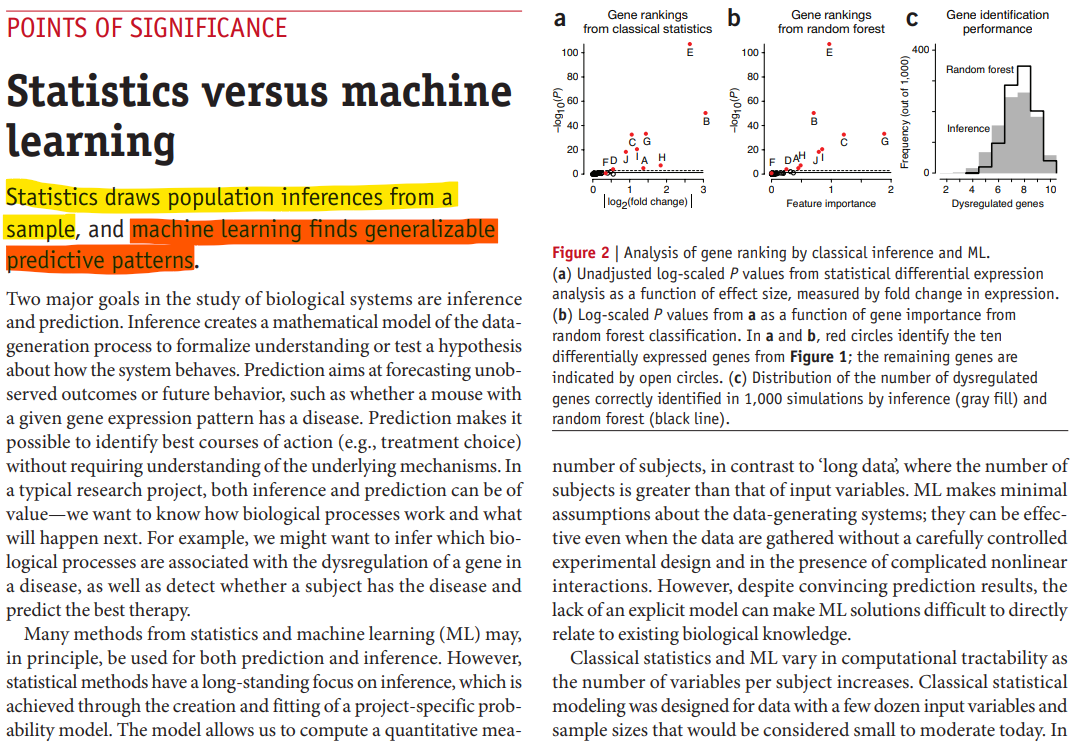 POINTS OF SIGNIFICANCE
Statistics versus machine
learning
Statistics draws population inferences from a
sample, and machine learning finds generalizable
predictive patterns.
Two major goals in the study of biological systems are inference
and prediction. Inference creates a mathematical model of the data-
generation process to formalize understanding or test a hypothesis
about how the system behaves. Prediction aims at forecasting unob-
served outcomes or future behavior, such as whether a mouse with
a given gene expression pattern has a disease. Prediction makes it
possible to identify best courses of action (e.g., treatment choice)
without requiring understanding of the underlying mechanisms. In
a typical research project, both inference and prediction can be of
value—we want to know how biological processes work and what
will happen next. For example, we might want to infer which bio-
logical processes are associated with the dysregulation of a gene in
a disease, as well as detect whether a subject has the disease and
predict the best therapy.
Many methods from statistics and machine learning (ML) may,
in principle, be used for both prediction and inference. However,
statistical methods have a long-standing focus on inference, which is
achieved through the creation and fitting of a project-specific prob-
ability model. The model allows us to compute a quantitative mea-
a
Gene rankings
from classical statistics
−log10(P)
100
80
60
40
20
0
E
B
C
G
J
I
A
H
F
D
0
1
2
3
|log2(fold change)|
b
Gene rankings
from random forest
−log10(P)
100
80
60
40
20
0
E
B
C
G
J
I
F
D
A
H
0
1
2
Feature importance
c
Gene identification
performance
Frequency (out of 1,000)
400
0
Random forest
Inference
2
4
6
8
10
Dysregulated genes
Figure 2 | Analysis of gene ranking by classical inference and ML.
(a) Unadjusted log-scaled P values from statistical differential expression
analysis as a function of effect size, measured by fold change in expression.
(b) Log-scaled P values from a as a function of gene importance from
random forest classification. In a and b, red circles identify the ten
differentially expressed genes from Figure 1; the remaining genes are
indicated by open circles. (c) Distribution of the number of dysregulated
genes correctly identified in 1,000 simulations by inference (gray fill) and
random forest (black line).
number of subjects, in contrast to ‘long data’, where the number of
subjects is greater than that of input variables. ML makes minimal
assumptions about the data-generating systems; they can be effec-
tive even when the data are gathered without a carefully controlled
experimental design and in the presence of complicated nonlinear
interactions. However, despite convincing prediction results, the
lack of an explicit model can make ML solutions difficult to directly
relate to existing biological knowledge.
Classical statistics and ML vary in computational tractability as
the number of variables per subject increases. Classical statistical
modeling was designed for data with a few dozen input variables and
sample sizes that would be considered small to moderate today. In